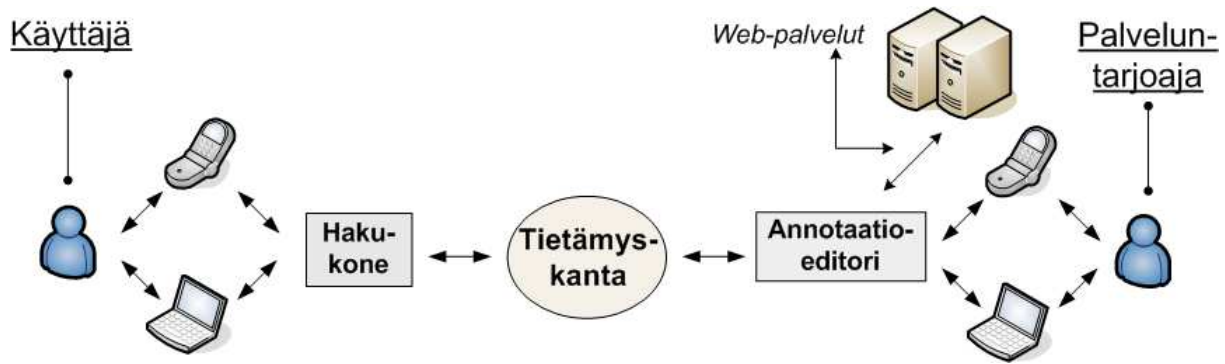 Käyttäjä
Web-palvelut
Palvelun-
tarjoaja
Haku-
kone
Tietämys-
kanta
Annotaatio-
editori